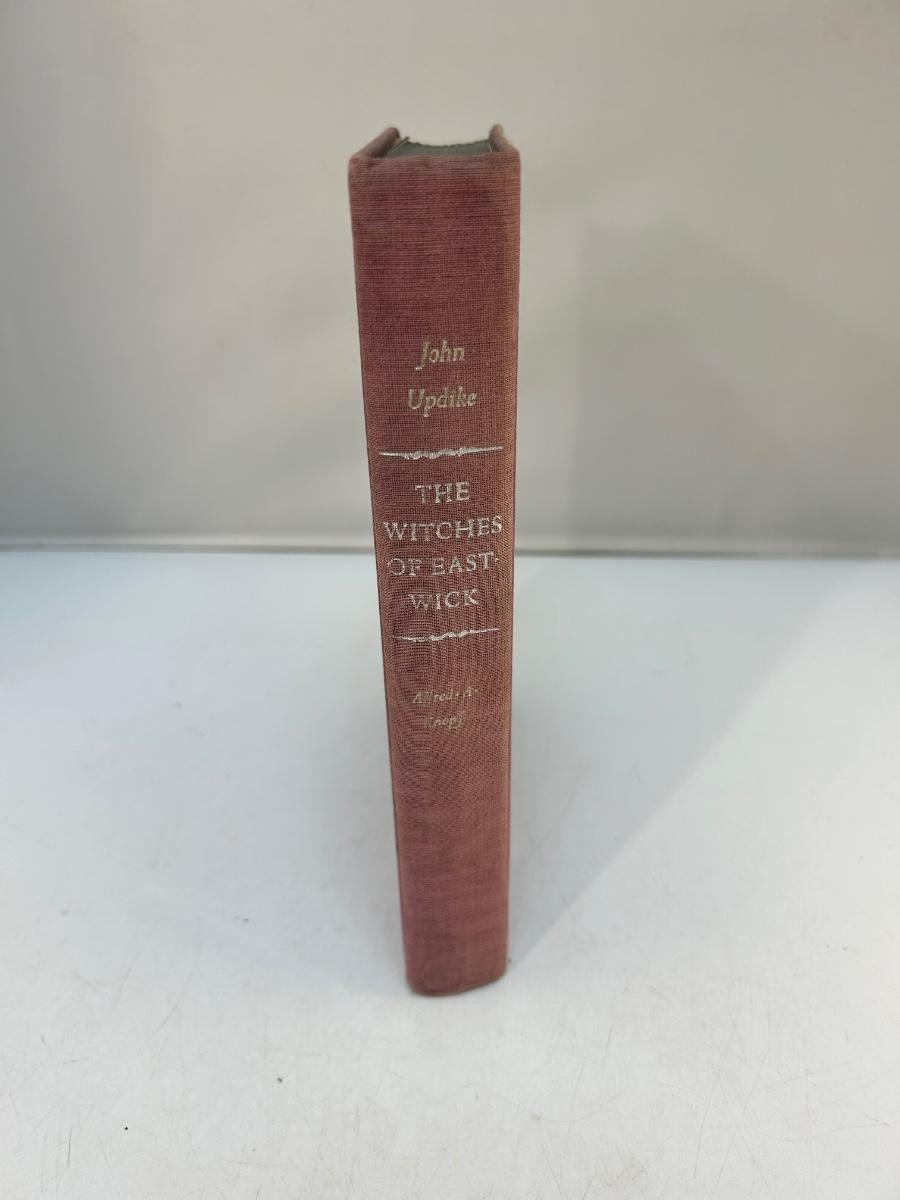 John
Updike
THE
WITCHES
OF EAST-
WICK
Alfred · A ·
Knopf